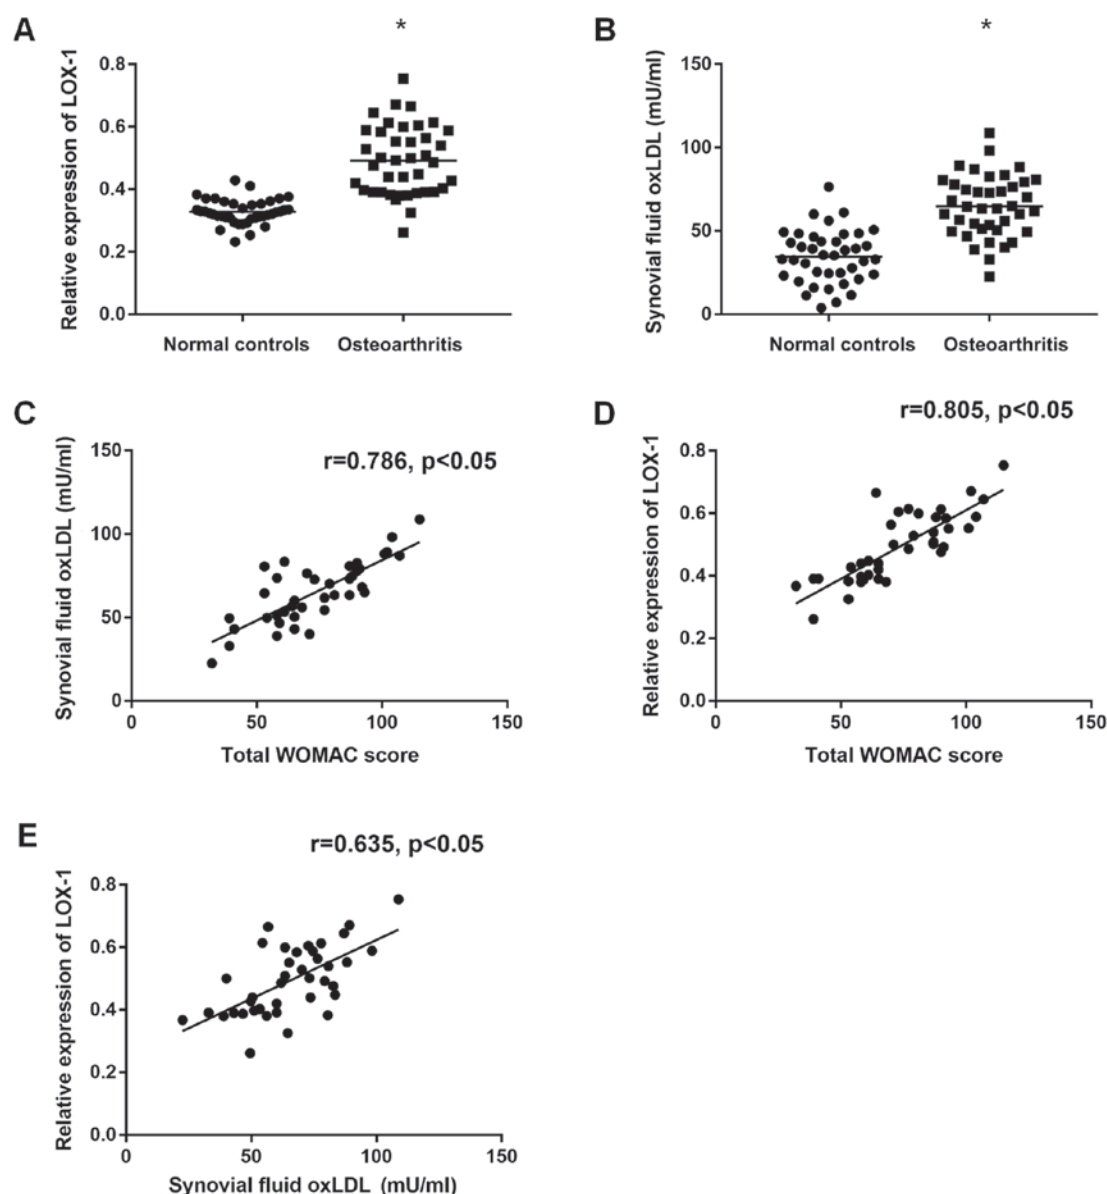 A
*
Relative expression of LOX-1
0.8
0.6
0.4
0.2
0.0
Normal controls
Osteoarthritis
B
*
Synovial fluid oxLDL (mU/ml)
150
100
50
0
Normal controls
Osteoarthritis
C
r=0.786, p<0.05
Synovial fluid oxLDL (mU/ml)
150
100
50
0
0 50 100 150
Total WOMAC score
D
r=0.805, p<0.05
Relative expression of LOX-1
0.8
0.6
0.4
0.2
0.0
0 50 100 150
Total WOMAC score
E
r=0.635, p<0.05
Relative expression of LOX-1
0.8
0.6
0.4
0.2
0.0
0 50 100 150
Synovial fluid oxLDL (mU/ml)